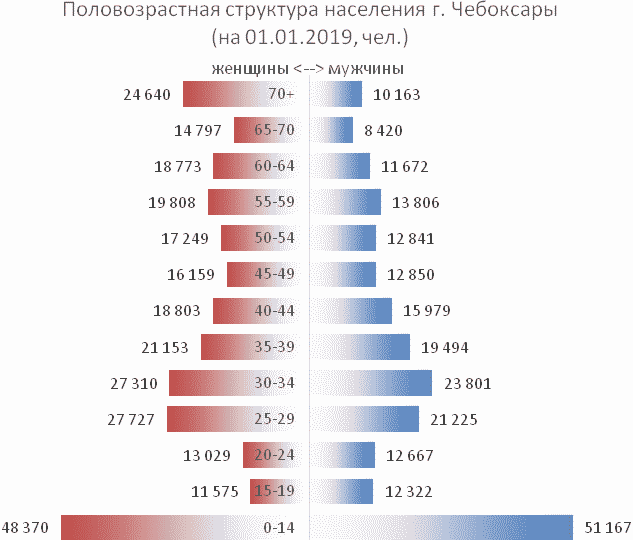 Половозрастная структура населения г. Чебоксары
(на 01.01.2019, чел.)
женщины <--> мужчины
24 640 70+ 10 163
14 797 65-70 8 420
18 773 60-64 11 672
19 808 55-59 13 806
17 249 50-54 12 841
16 159 45-49 12 850
18 803 40-44 15 979
21 153 35-39 19 494
27 310 30-34 23 801
27 727 25-29 21 225
13 029 20-24 12 667
11 575 15-19 12 322
48 370 0-14 51 167